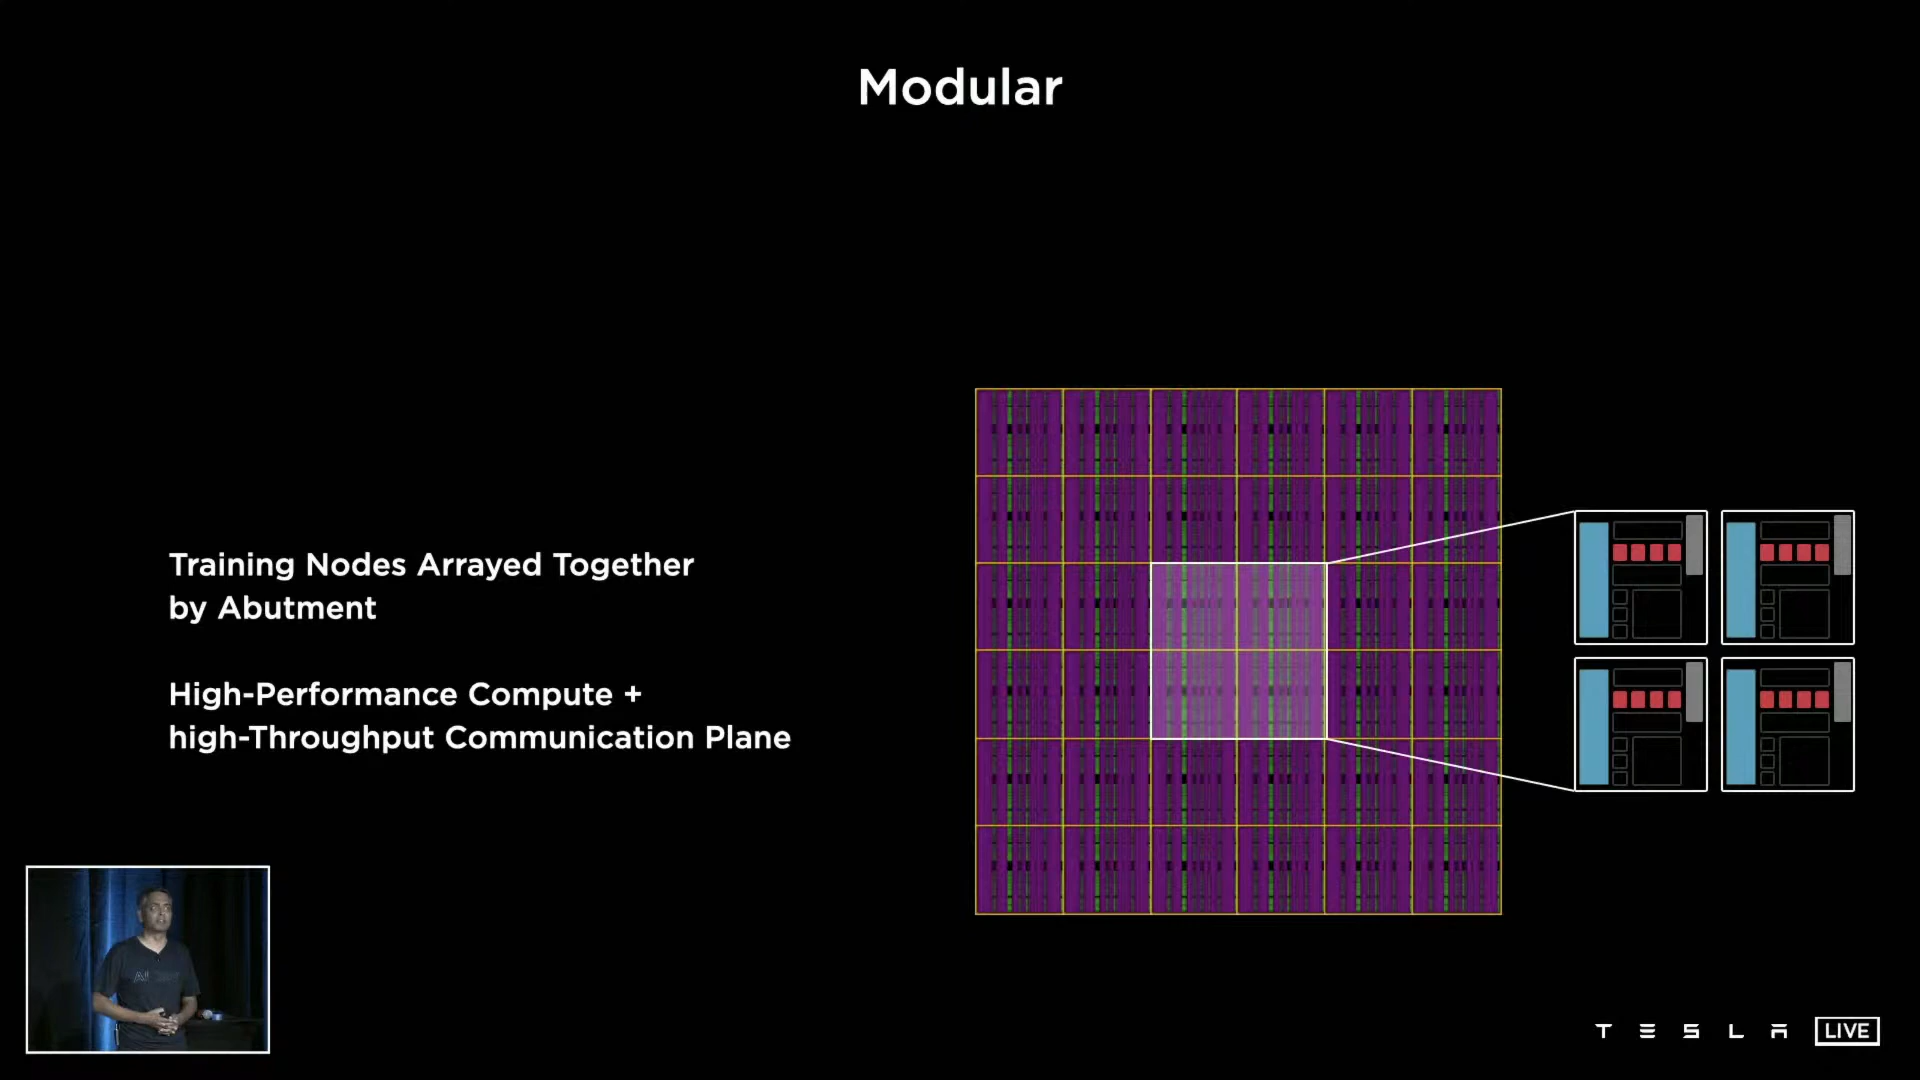 Modular
Training Nodes Arrayed Together
by Abutment
High-Performance Compute +
high-Throughput Communication Plane
TESLA LIVE